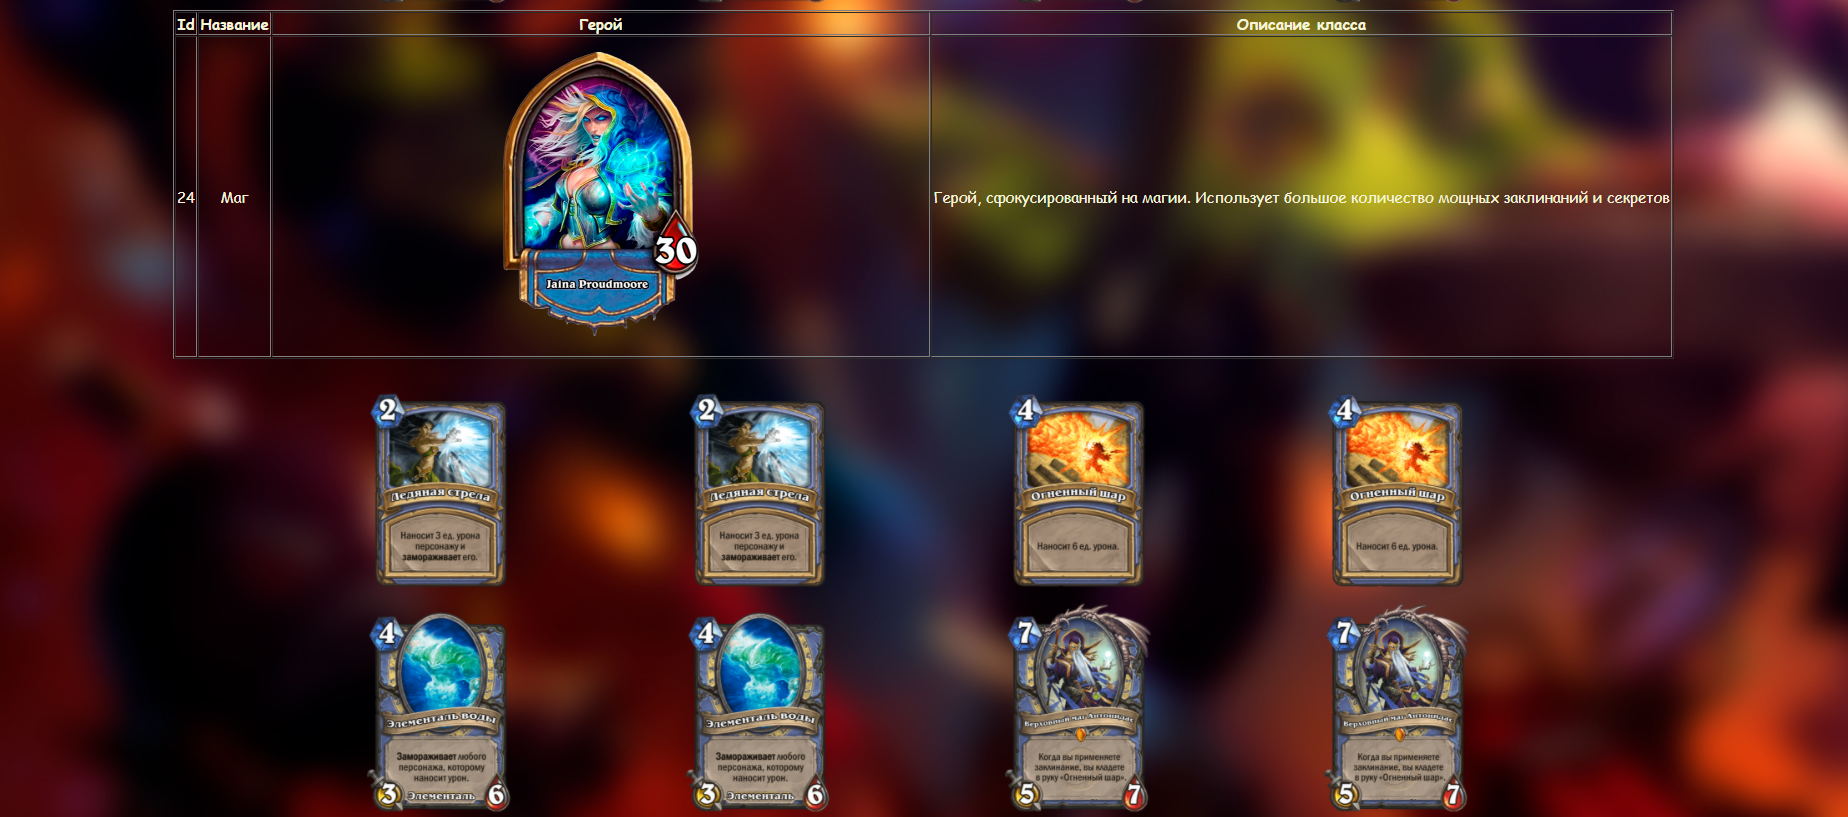 Id Название Герой Описание класса
24 Маг Герой, сфокусированный на магии. Использует большое количество мощных заклинаний и секретов
30
Jaina Proudmoore
2 2 4 4
Ледяная стрела Ледяная стрела Огненный шар Огненный шар
Наносит 3 ед. урона
персонажу и
замораживает его.
Наносит 3 ед. урона
персонажу и
замораживает его.
Наносит 6 ед. урона.
Наносит 6 ед. урона.
4 4 7 7
Элементаль воды Элементаль воды Верховный маг Антонидас Верховный маг Антонидас
Замораживает любого
персонажа, которому
наносит урон.
3 Элементаль 6
Замораживает любого
персонажа, которому
наносит урон.
3 Элементаль 6
Когда вы применяете
заклинание, вы кладете
в руку «Огненный шар».
5 7
Когда вы применяете
заклинание, вы кладете
в руку «Огненный шар».
5 7